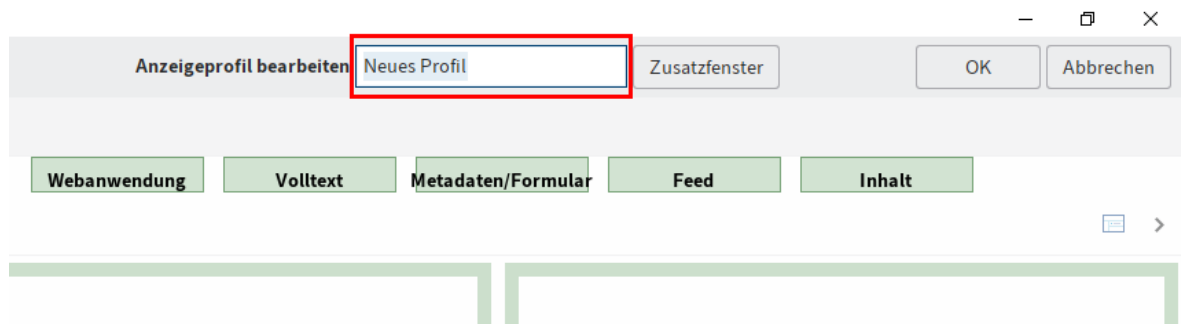 Anzeigeprofil bearbeiten Neues Profil Zusatzfenster OK Abbrechen
Webanwendung Volltext Metadaten/Formular Feed Inhalt